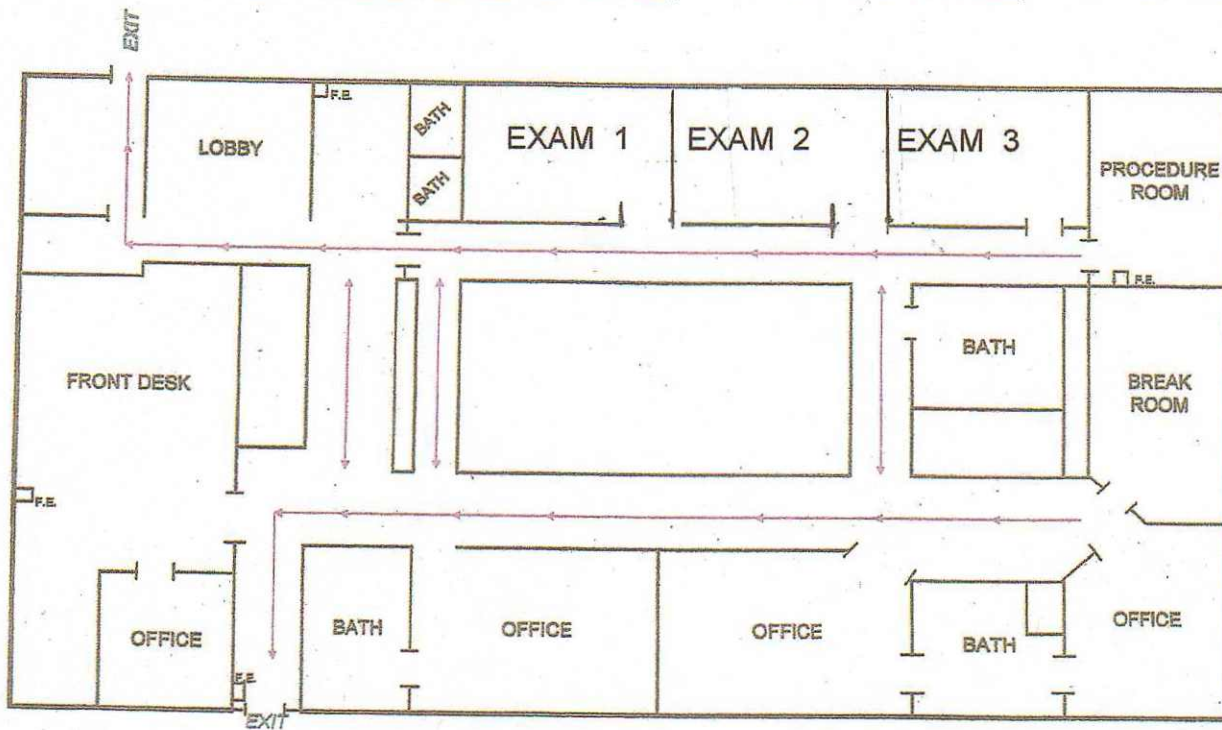 EXIT
F.E.
LOBBY
BATH
BATH
EXAM 1
EXAM 2
EXAM 3
PROCEDURE
ROOM
F.E.
FRONT DESK
BATH
BREAK
ROOM
F.E.
OFFICE
BATH
OFFICE
OFFICE
BATH
OFFICE
F.E.
EXIT